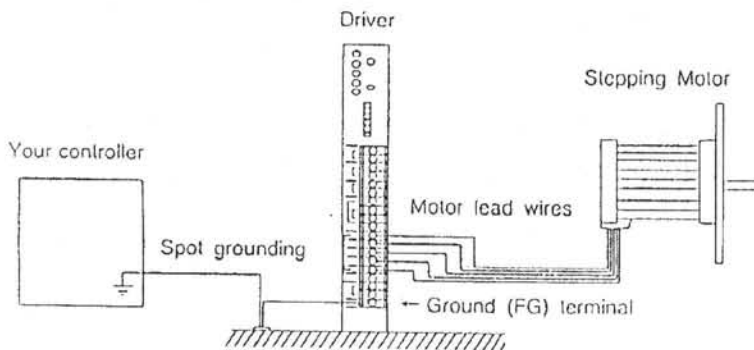 Driver
Stepping Motor
Your controller
Motor lead wires
Spot grounding
← Ground (FG) terminal